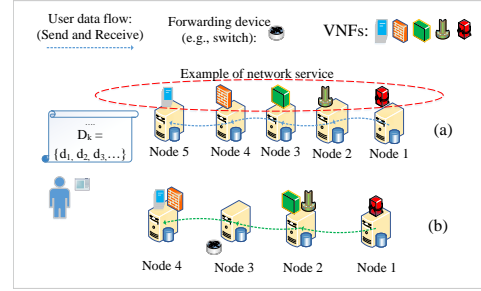 User data flow:
(Send and Receive)
Forwarding device
(e.g., switch):
VNFs:
Example of network service
....
Dk =
{d1, d2, d3,...}
Node 5
Node 4
Node 3
Node 2
Node 1
(a)
Node 4
Node 3
Node 2
Node 1
(b)